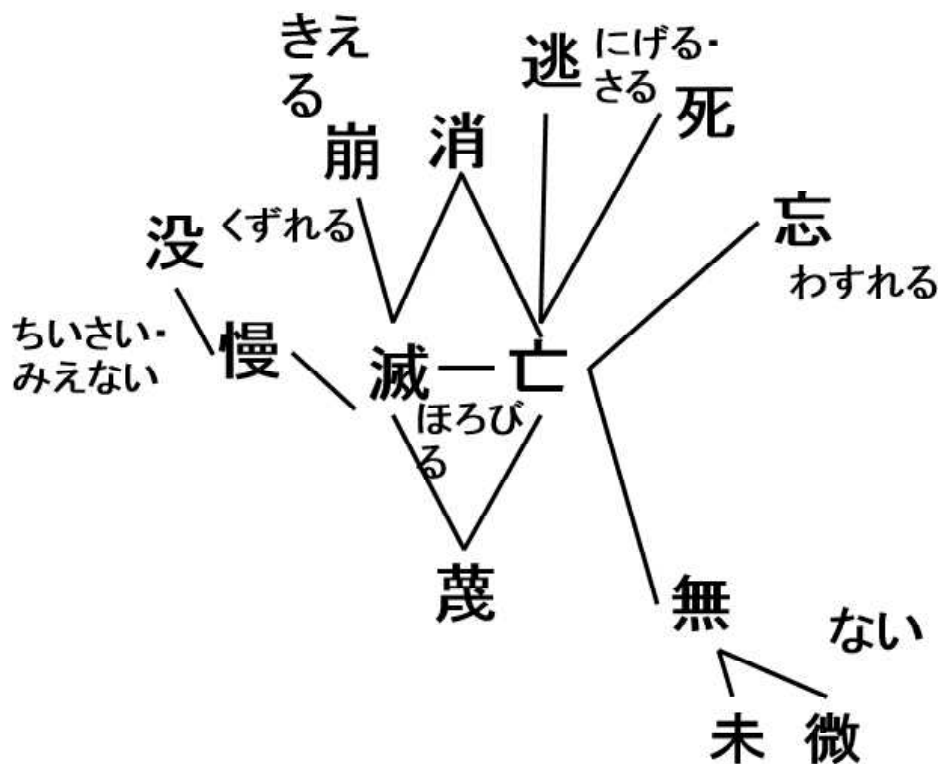 きえ
る
逃
にげる-
さる
死
崩
消
没
くずれる
忘
わすれる
ちいさい-
みえない
慢
滅
亡
ほろび
る
蔑
無
ない
未
微